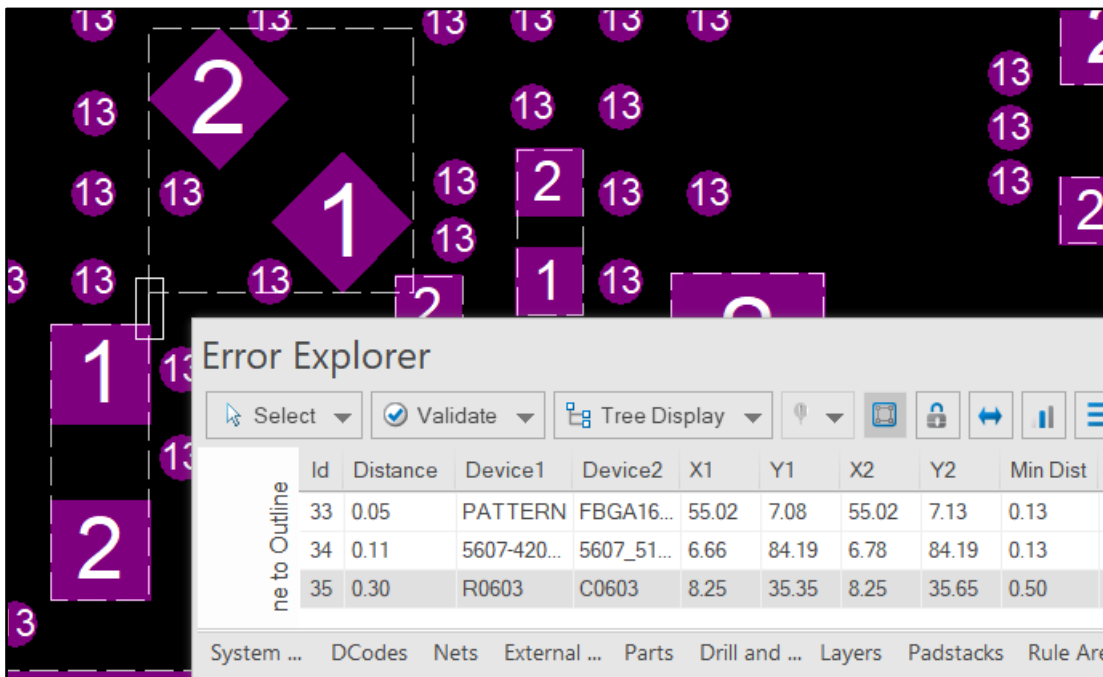 13 13 13 13 13 13
2 13 2
13 13 13 13
13 13 13 13 2 13 13 13 2
1 13
3 13 13 2 1 13
1 13
13
2
3
Error Explorer
Select Validate Tree Display
Id Distance Device1 Device2 X1 Y1 X2 Y2 Min Dist
33 0.05 PATTERN FBGA16... 55.02 7.08 55.02 7.13 0.13
34 0.11 5607-420... 5607_51... 6.66 84.19 6.78 84.19 0.13
35 0.30 R0603 C0603 8.25 35.35 8.25 35.65 0.50
ne to Outline
System ... DCodes Nets External ... Parts Drill and ... Layers Padstacks Rule Are